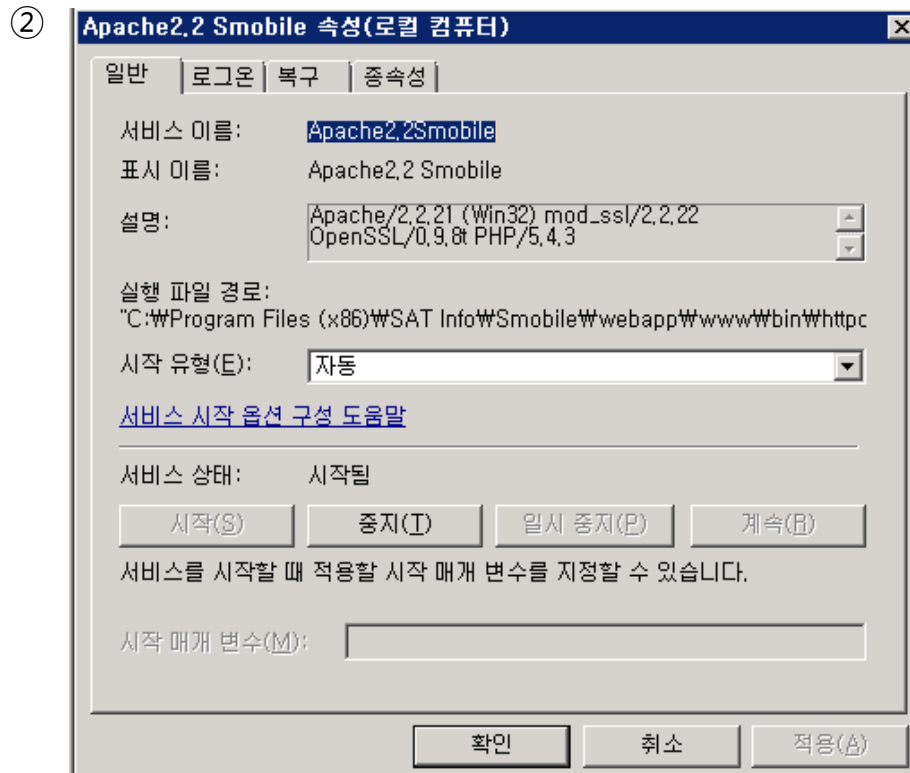 ②
Apache2.2 Smobile 속성(로컬 컴퓨터)
일반 로그온 복구 종속성
서비스 이름: Apache2.2Smobile
표시 이름: Apache2.2 Smobile
설명: Apache/2.2.21 (Win32) mod_ssl/2.2.22
OpenSSL/0.9.8t PHP/5.4.3
실행 파일 경로:
"C:₩Program Files (x86)₩SAT Info₩Smobile₩webapp₩www₩bin₩httpc
시작 유형(E): 자동
서비스 시작 옵션 구성 도움말
서비스 상태: 시작됨
시작(S) 중지(T) 일시 중지(P) 계속(R)
서비스를 시작할 때 적용할 시작 매개 변수를 지정할 수 있습니다.
시작 매개 변수(M):
확인 취소 적용(A)